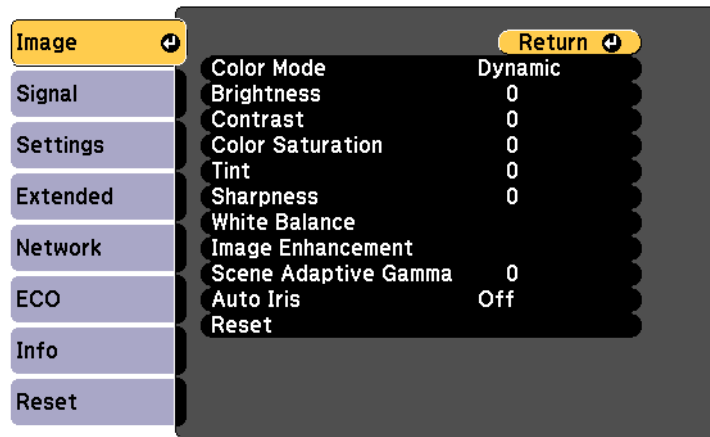 Image
Signal
Settings
Extended
Network
ECO
Info
Reset
Return
Color Mode Dynamic
Brightness 0
Contrast 0
Color Saturation 0
Tint 0
Sharpness 0
White Balance
Image Enhancement
Scene Adaptive Gamma 0
Auto Iris Off
Reset